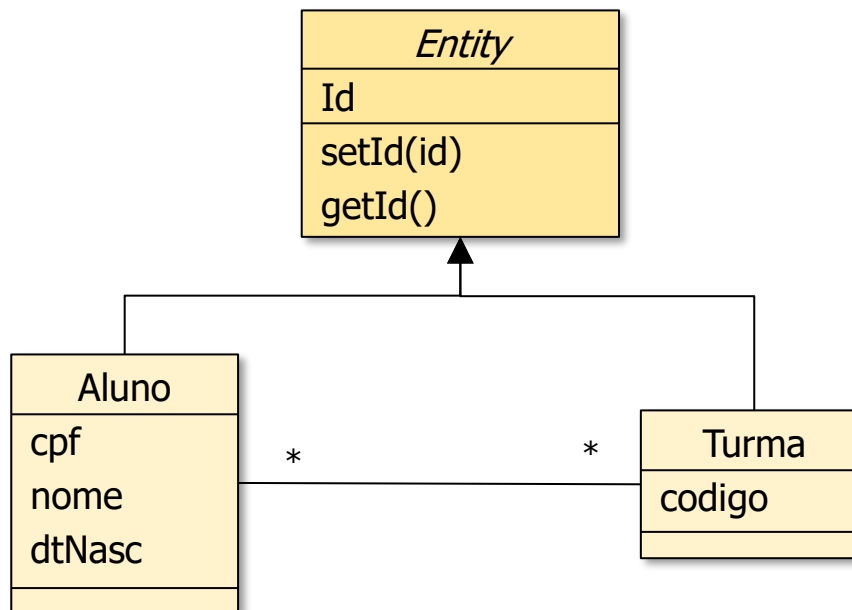 Entity
Id
setId(id)
getId()
Aluno
cpf
nome
dtNasc
*
*
Turma
codigo